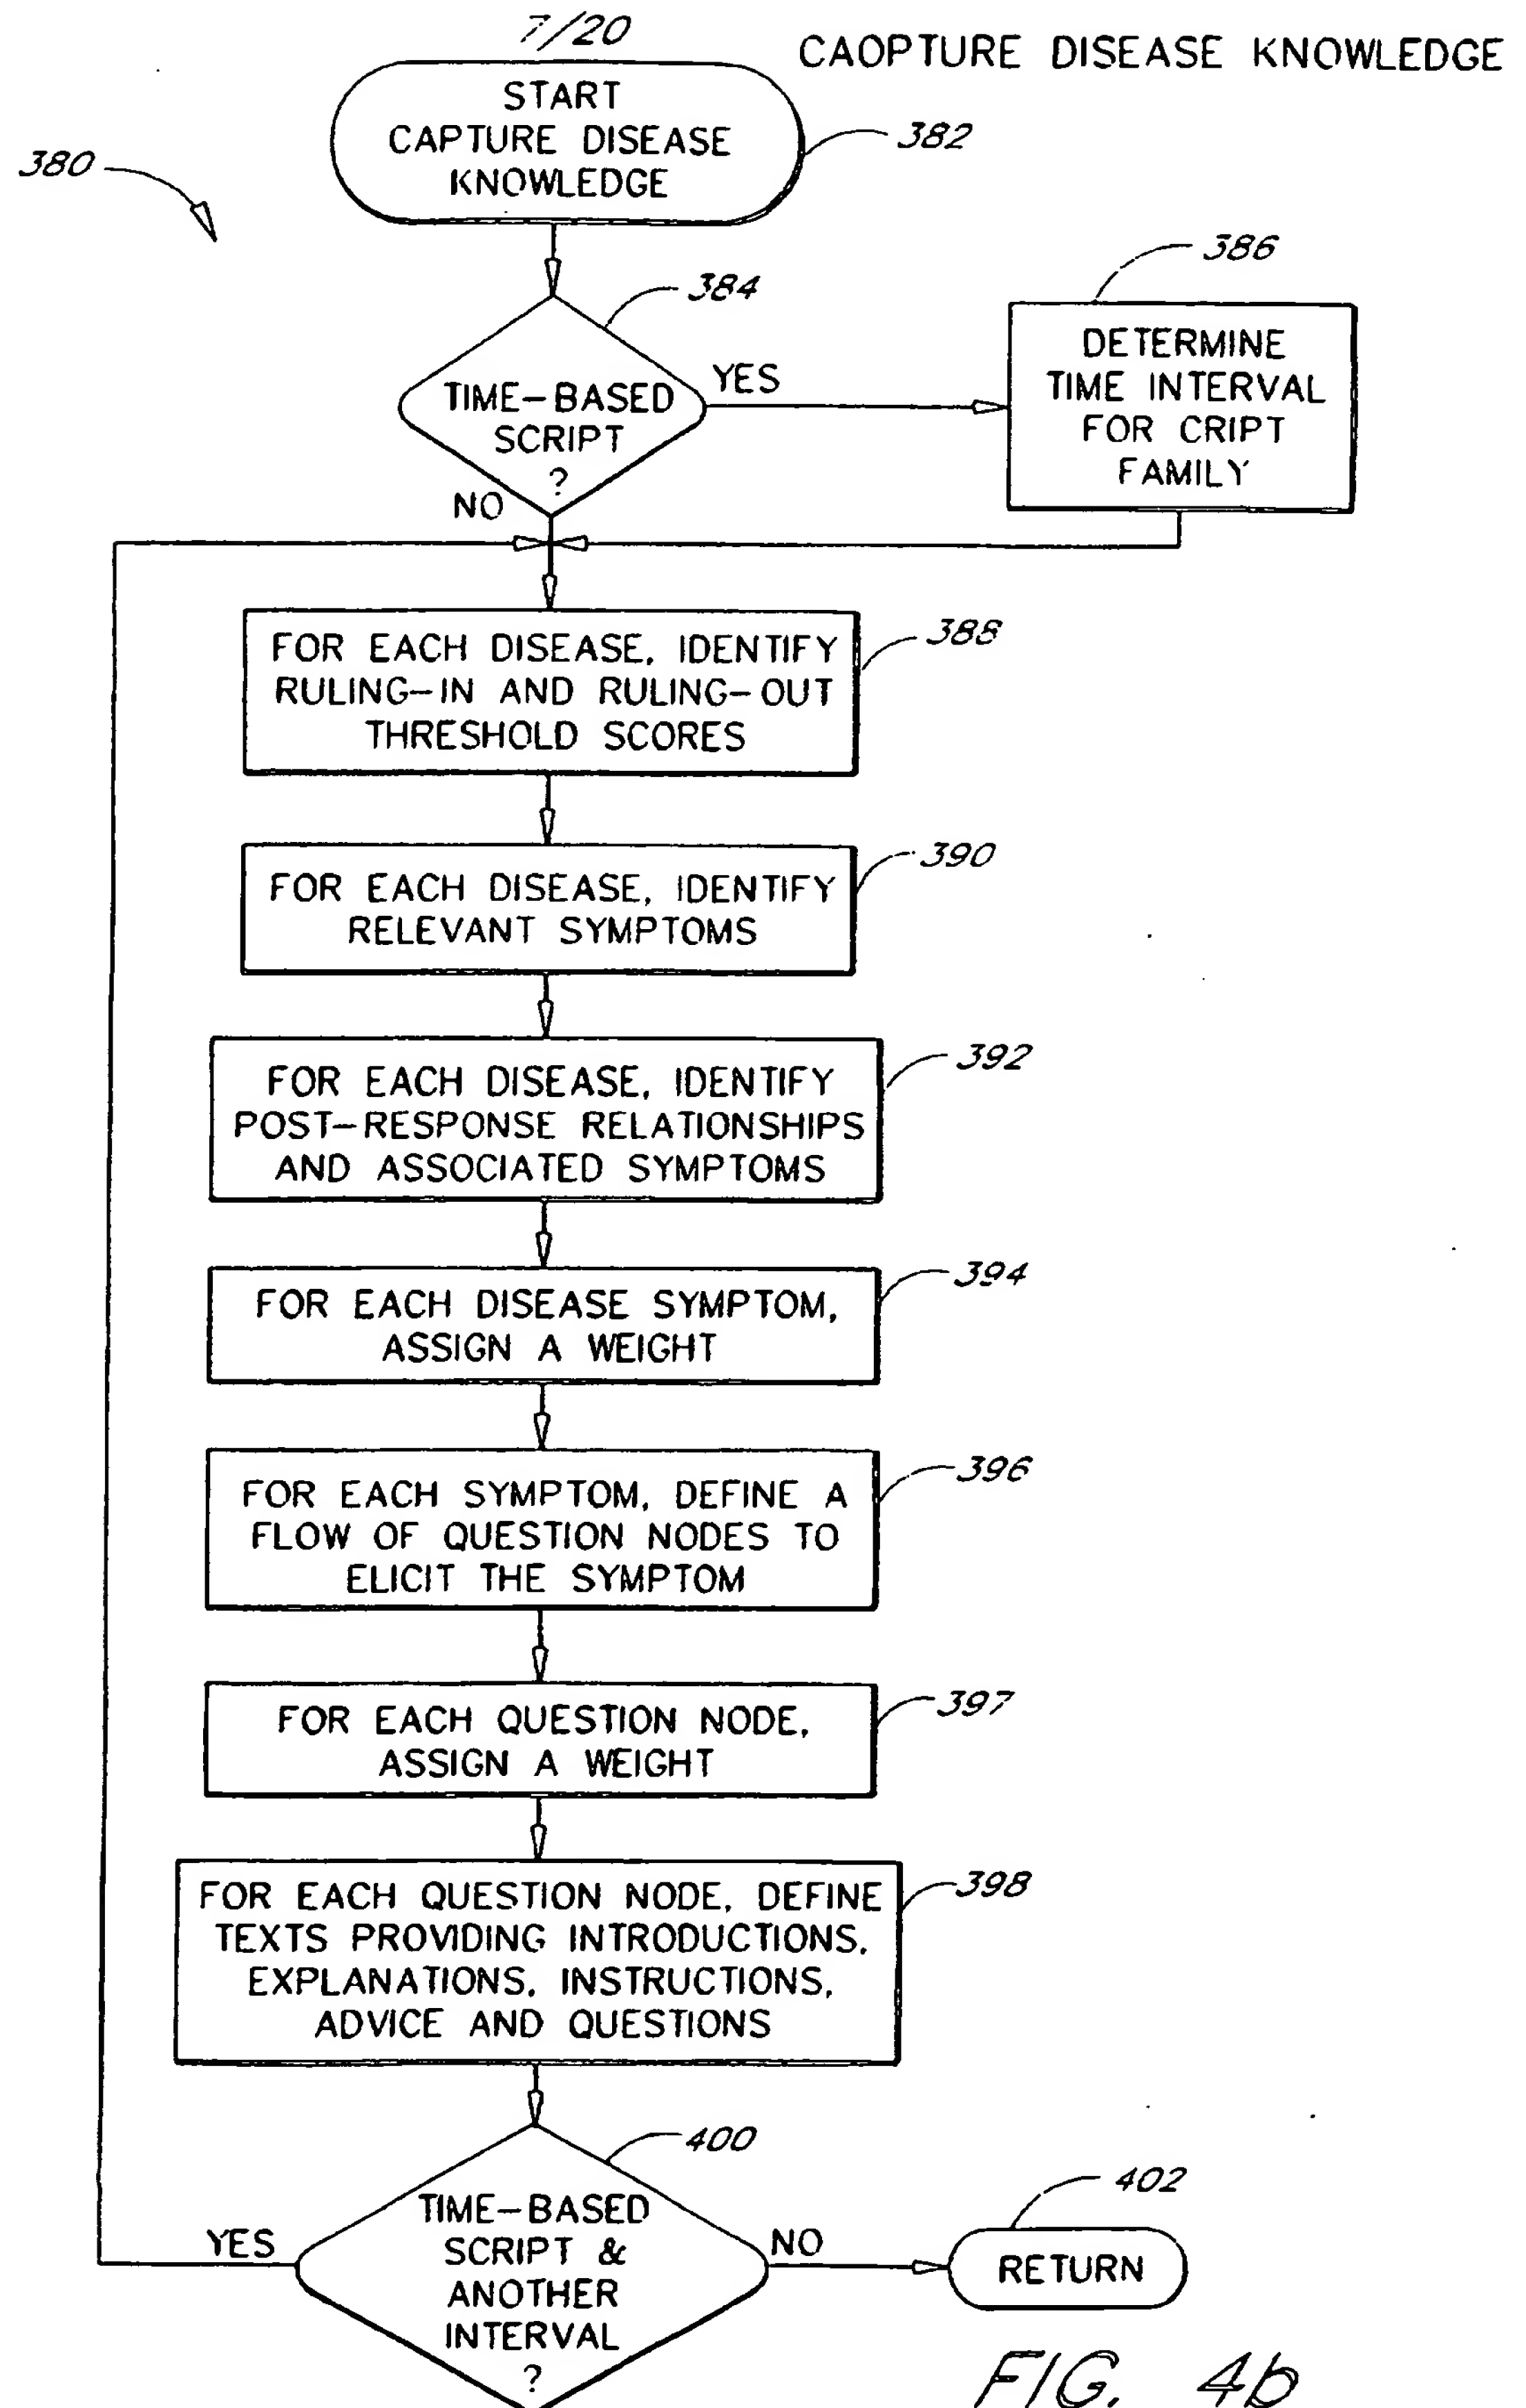 7/20
CAOPTURE DISEASE KNOWLEDGE
START
CAPTURE DISEASE
KNOWLEDGE
382
380
384
386
TIME-BASED
SCRIPT
?
YES
NO
DETERMINE
TIME INTERVAL
FOR CRIPT
FAMILY
FOR EACH DISEASE, IDENTIFY
RULING-IN AND RULING-OUT
THRESHOLD SCORES
388
FOR EACH DISEASE, IDENTIFY
RELEVANT SYMPTOMS
390
FOR EACH DISEASE, IDENTIFY
POST-RESPONSE RELATIONSHIPS
AND ASSOCIATED SYMPTOMS
392
FOR EACH DISEASE SYMPTOM,
ASSIGN A WEIGHT
394
FOR EACH SYMPTOM, DEFINE A
FLOW OF QUESTION NODES TO
ELICIT THE SYMPTOM
396
FOR EACH QUESTION NODE,
ASSIGN A WEIGHT
397
FOR EACH QUESTION NODE, DEFINE
TEXTS PROVIDING INTRODUCTIONS,
EXPLANATIONS, INSTRUCTIONS,
ADVICE AND QUESTIONS
398
400
TIME-BASED
SCRIPT &
ANOTHER
INTERVAL
?
YES
NO
402
RETURN
FIG. 4b